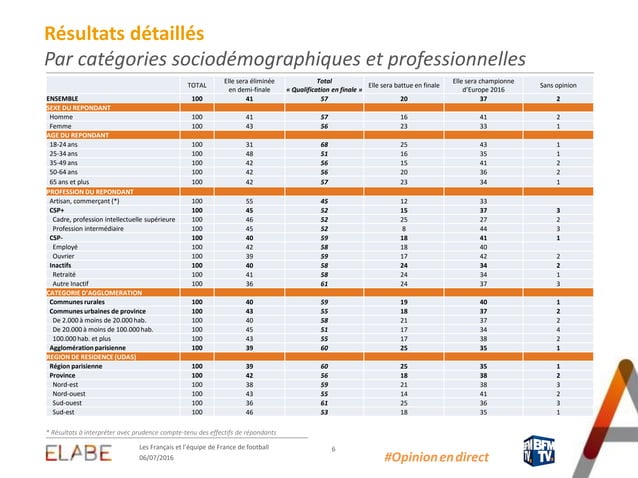 Résultats détaillés
Par catégories sociodémographiques et professionnelles
TOTAL Elle sera éliminée en demi-finale Total « Qualification en finale » Elle sera battue en finale Elle sera championne d'Europe 2016 Sans opinion
ENSEMBLE 100 41 57 20 37 2
SEXE DU REPONDANT
Homme 100 41 57 16 41 2
Femme 100 43 56 23 33 1
AGE DU REPONDANT
18-24 ans 100 31 68 25 43 1
25-34 ans 100 48 51 16 35 1
35-49 ans 100 42 56 15 41 2
50-64 ans 100 42 56 20 36 2
65 ans et plus 100 42 57 23 34 1
PROFESSION DU REPONDANT
Artisan, commerçant (*) 100 55 45 12 33
CSP+ 100 45 52 15 37 3
Cadre, profession intellectuelle supérieure 100 46 52 25 27 2
Profession intermédiaire 100 45 52 8 44 3
CSP- 100 40 59 18 41 1
Employé 100 42 58 18 40
Ouvrier 100 39 59 17 42 2
Inactifs 100 40 58 24 34 2
Retraité 100 41 58 24 34 1
Autre Inactif 100 36 61 24 37 3
CATEGORIE D'AGGLOMERATION
Communes rurales 100 40 59 19 40 1
Communes urbaines de province 100 43 55 18 37 2
De 2.000 à moins de 20.000 hab. 100 40 58 21 37 2
De 20.000 à moins de 100.000 hab. 100 45 51 17 34 4
100.000 hab. et plus 100 43 55 17 38 2
Agglomération parisienne 100 39 60 25 35 1
REGION DE RESIDENCE (UDA5)
Région parisienne 100 39 60 25 35 1
Province 100 42 56 18 38 2
Nord-est 100 38 59 21 38 3
Nord-ouest 100 43 55 14 41 2
Sud-ouest 100 36 61 25 36 3
Sud-est 100 46 53 18 35 1
* Résultats à interpréter avec prudence compte-tenu des effectifs de répondants
ELABE
Les Français et l'équipe de France de football
06/07/2016
6
#Opinionendirect
BFM
TV.